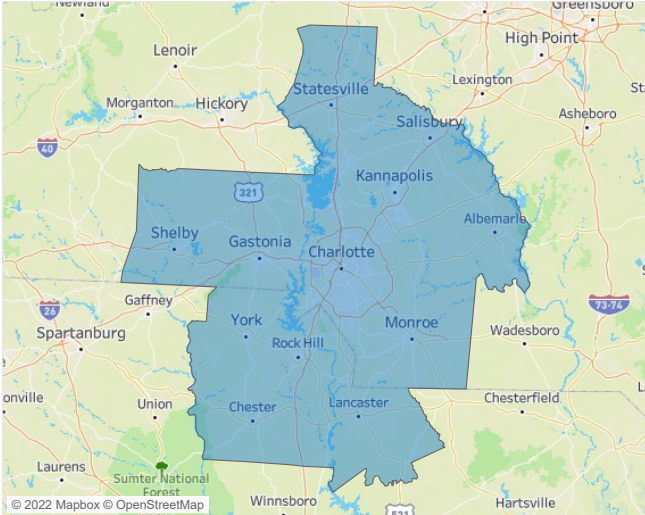 Newland
Greensboro
High Point
Lenoir
Lexington
Statesville
Morganton
Hickory
Asheboro
Salisbury
40
Kannapolis
321
Albemarle
Shelby
Gastonia
Charlotte
26
Gaffney
73-74
York
Monroe
Spartanburg
Rock Hill
Wadesboro
onville
Union
Chester
Lancaster
Chesterfield
Laurens
Sumter National
Forest
Winnsboro
Hartsville
521
© 2022 Mapbox © OpenStreetMap